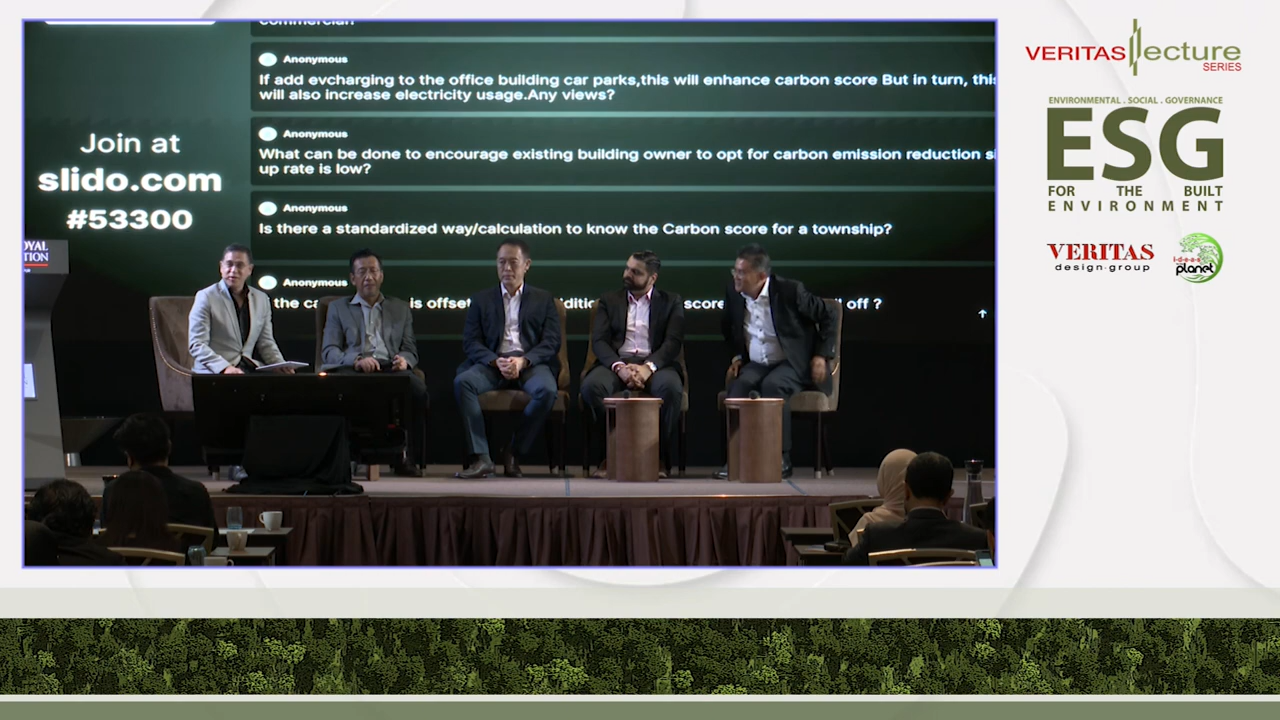 commercial?
Anonymous
If add evcharging to the office building car parks,this will enhance carbon score But in turn, this
will also increase electricity usage.Any views?
Anonymous
What can be done to encourage existing building owner to opt for carbon emission reduction
up rate is low?
Anonymous
Is there a standardized way/calculation to know the Carbon score for a township?
Anonymous
the is offset score off ?
Join at
slido.com
#53300
VERITAS lecture
SERIES
ENVIRONMENTAL . SOCIAL . GOVERNANCE
ESG
FOR THE BUILT
ENVIRONMENT
VERITAS
design·group
ideas
planet